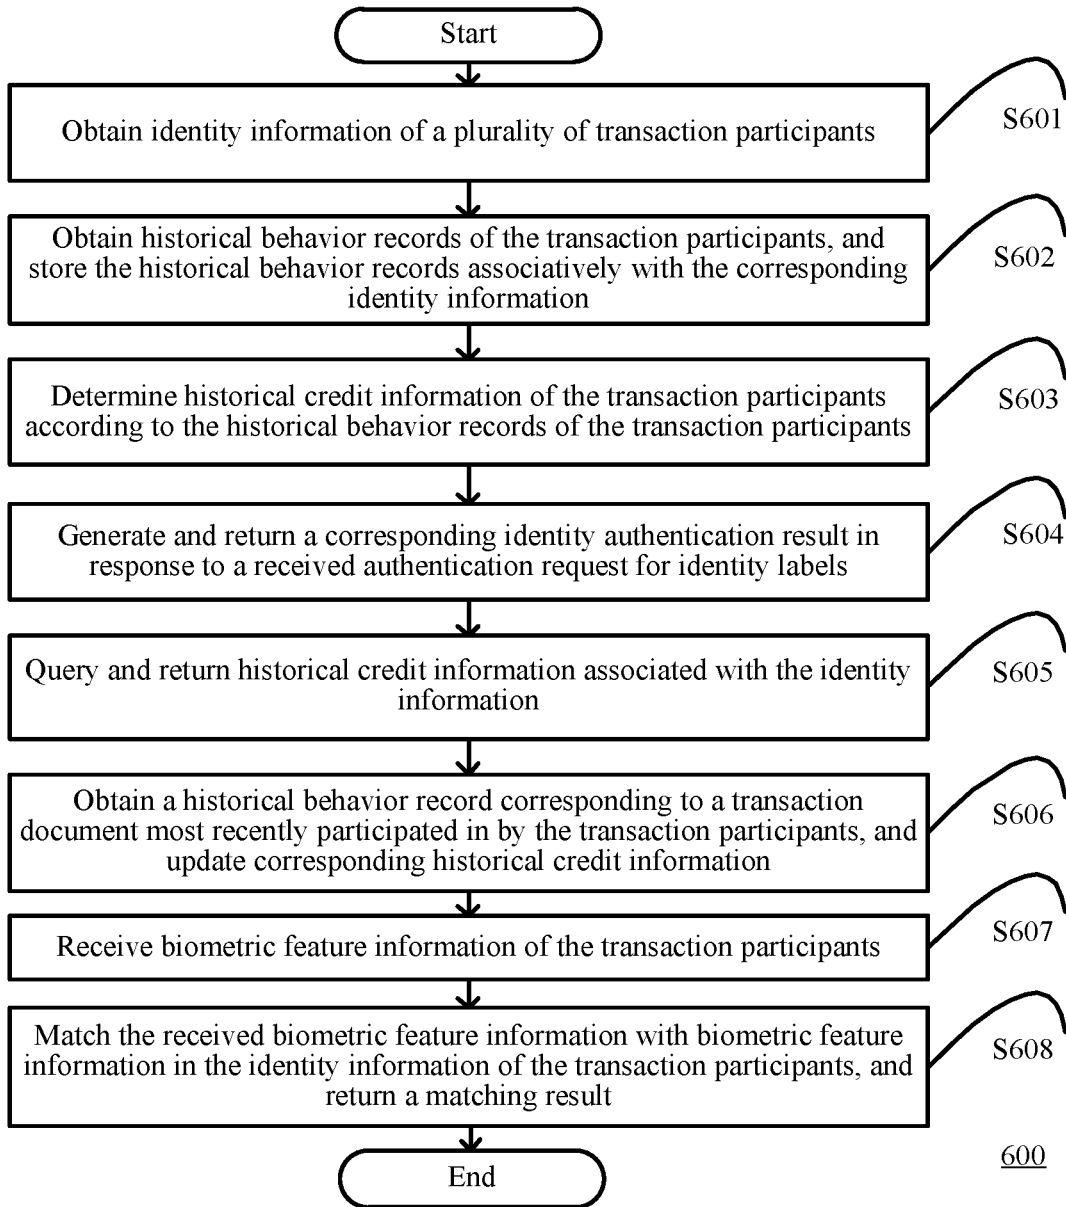 Start
Obtain identity information of a plurality of transaction participants
S601
Obtain historical behavior records of the transaction participants, and
store the historical behavior records associatively with the corresponding
identity information
S602
Determine historical credit information of the transaction participants
according to the historical behavior records of the transaction participants
S603
Generate and return a corresponding identity authentication result in
response to a received authentication request for identity labels
S604
Query and return historical credit information associated with the identity
information
S605
Obtain a historical behavior record corresponding to a transaction
document most recently participated in by the transaction participants, and
update corresponding historical credit information
S606
Receive biometric feature information of the transaction participants
S607
Match the received biometric feature information with biometric feature
information in the identity information of the transaction participants, and
return a matching result
S608
End
600